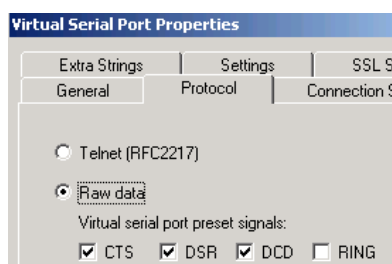 Virtual Serial Port Properties
Extra Strings Settings SSL
General Protocol Connection
Telnet (RFC2217)
Raw data
Virtual serial port preset signals:
CTS DSR DCD RING